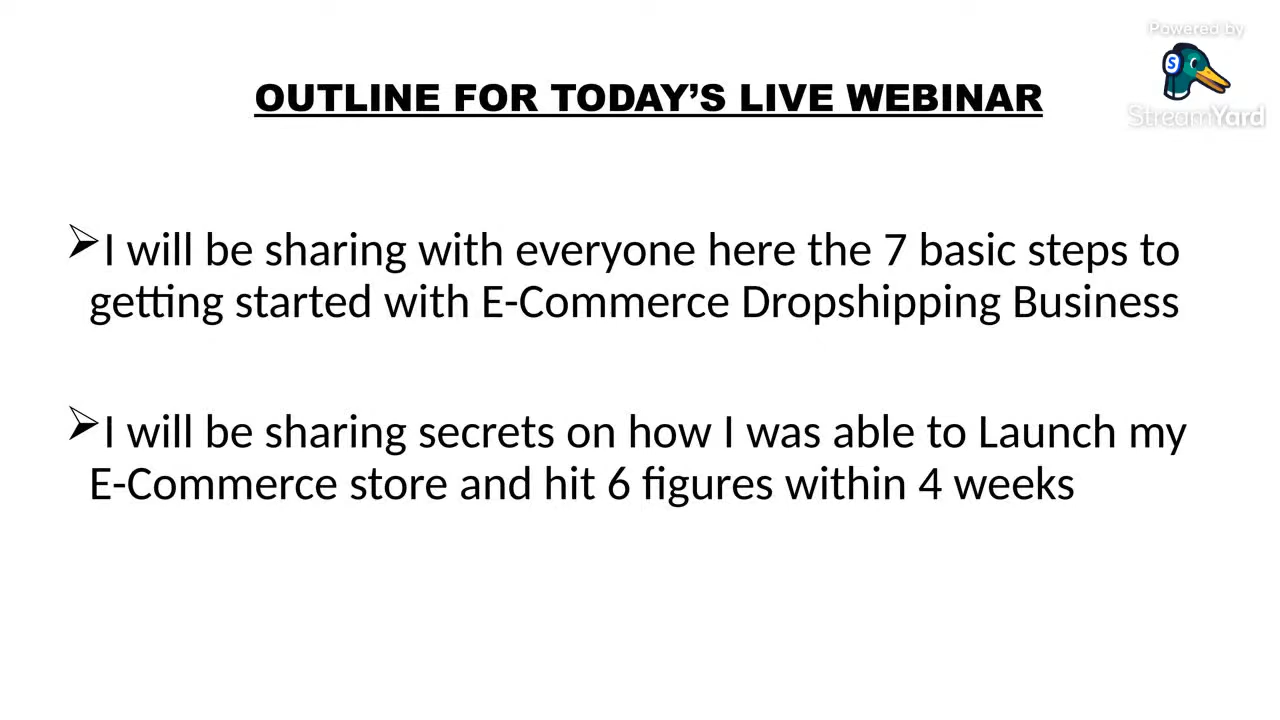 Powered by
S
StreamYard
OUTLINE FOR TODAY’S LIVE WEBINAR
➢I will be sharing with everyone here the 7 basic steps to
getting started with E-Commerce Dropshipping Business
➢I will be sharing secrets on how I was able to Launch my
E-Commerce store and hit 6 figures within 4 weeks